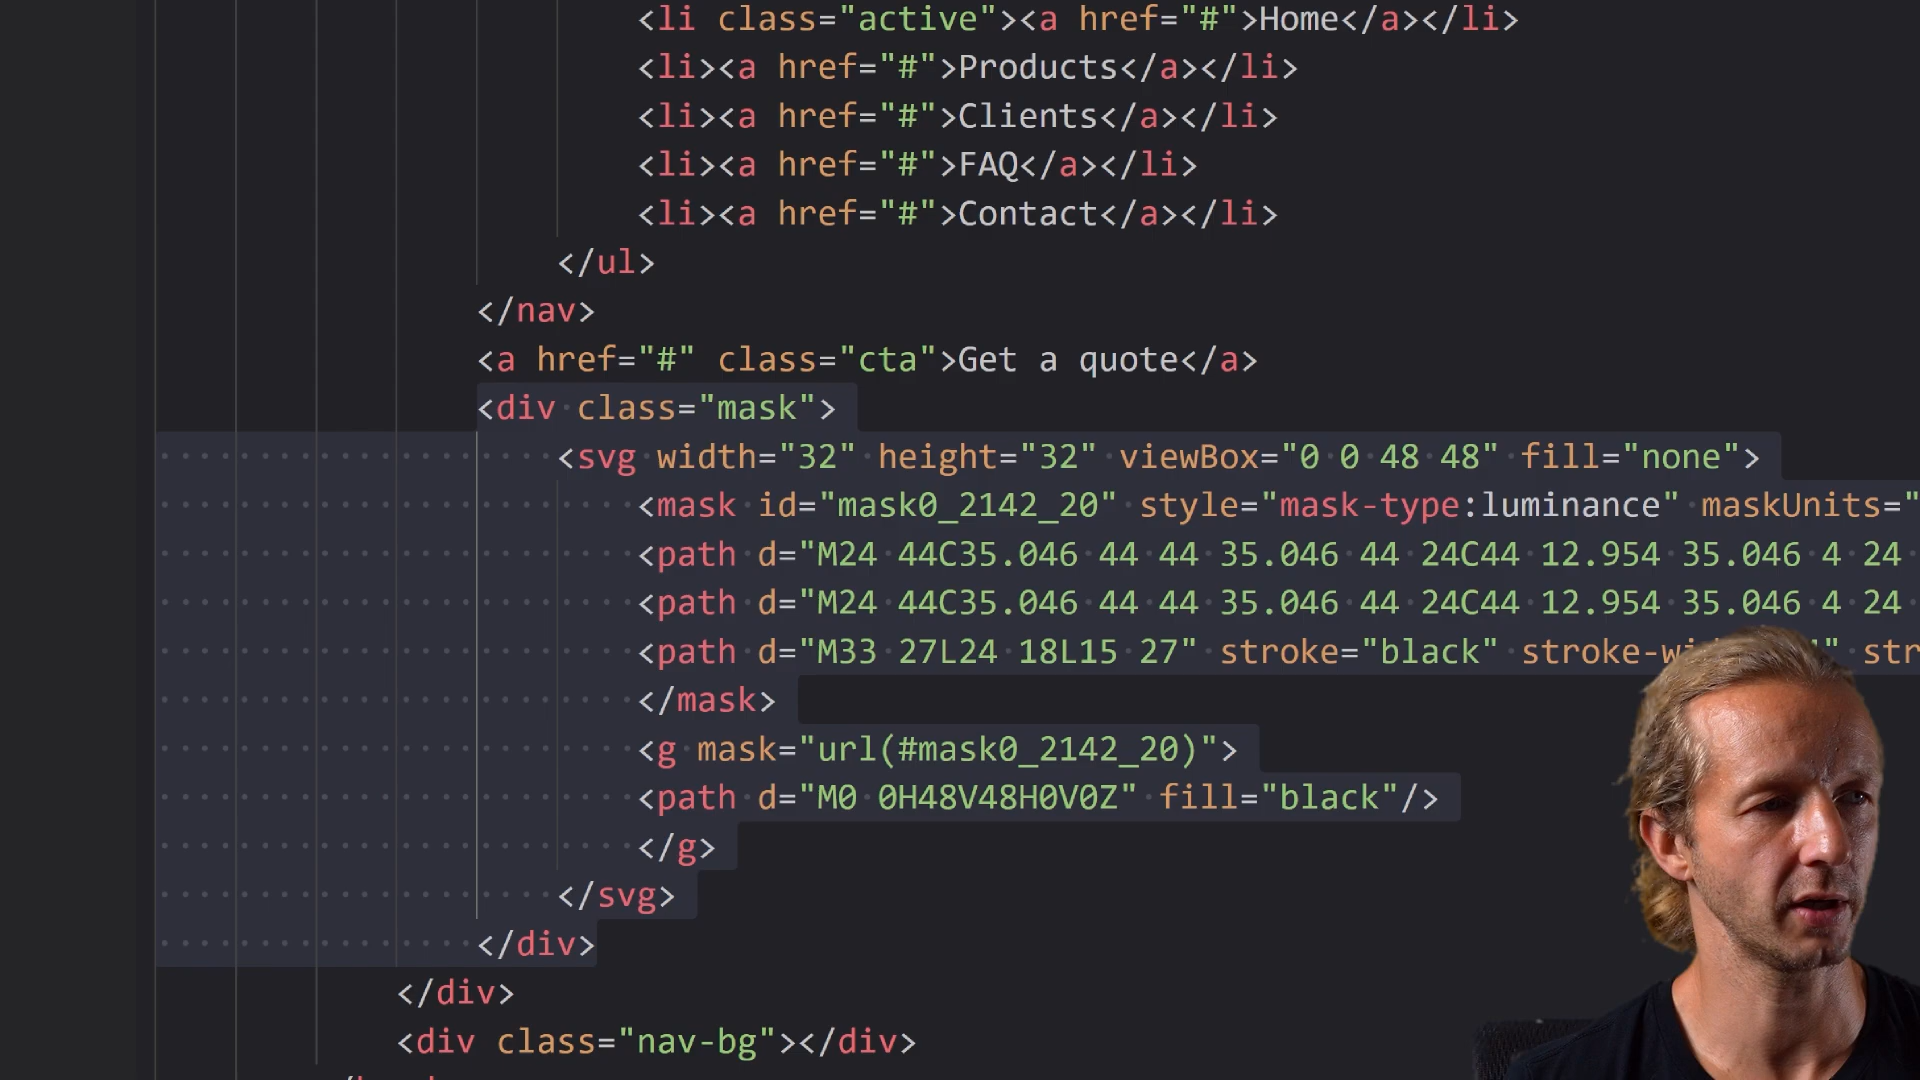 <li class="active"><a href="#">Home</a></li>
<li><a href="#">Products</a></li>
<li><a href="#">Clients</a></li>
<li><a href="#">FAQ</a></li>
<li><a href="#">Contact</a></li>
</ul>
</nav>
<a href="#" class="cta">Get a quote</a>
<div class="mask">
<svg width="32" height="32" viewBox="0 0 48 48" fill="none">
<mask id="mask0_2142_20" style="mask-type:luminance" maskUnits="
<path d="M24 44C35.046 44 44 35.046 44 24C44 12.954 35.046 4 24
<path d="M24 44C35.046 44 44 35.046 44 24C44 12.954 35.046 4 24
<path d="M33 27L24 18L15 27" stroke="black" stroke-wi " str
</mask>
<g mask="url(#mask0_2142_20)">
<path d="M0 0H48V48H0V0Z" fill="black"/>
</g>
</svg>
</div>
</div>
<div class="nav-bg"></div>